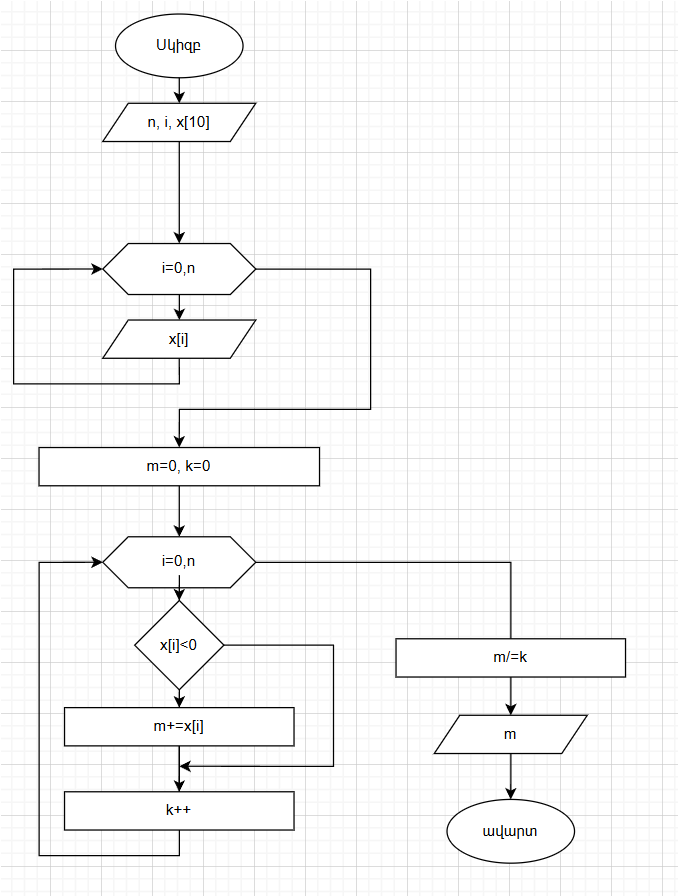 Սկիզբ
n, i, x[10]
i=0,n
x[i]
m=0, k=0
i=0,n
x[i]<0
m+=x[i]
k++
m/=k
m
ավարտ